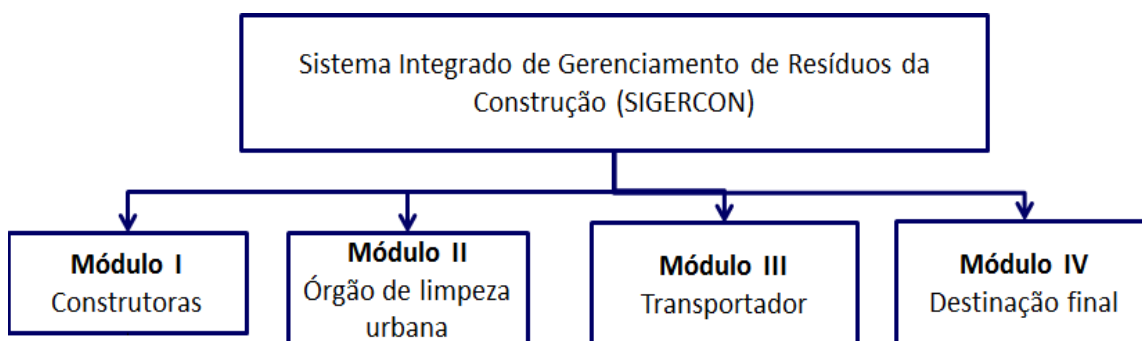 Sistema Integrado de Gerenciamento de Resíduos da
Construção (SIGERCON)
Módulo I
Construtoras
Módulo II
Órgão de limpeza
urbana
Módulo III
Transportador
Módulo IV
Destinação final